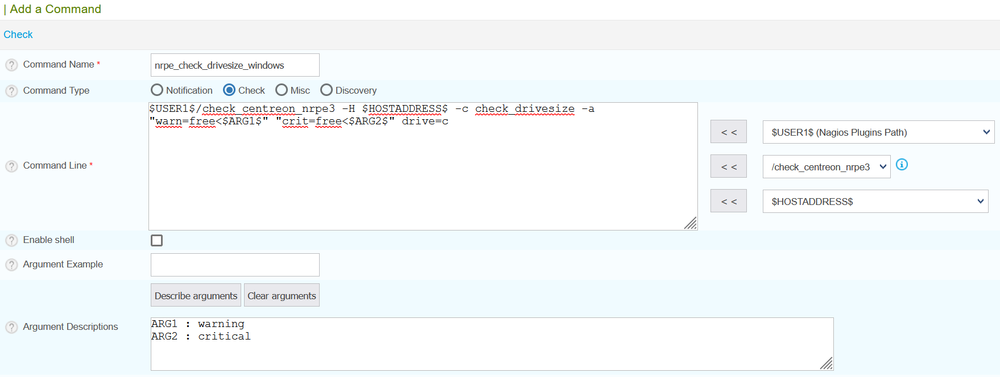 | Add a Command
Check
? Command Name *
nrpe_check_drivesize_windows
? Command Type
Notification Check Misc Discovery
? Command Line *
$USER1$/check_centreon_nrpe3 -H $HOSTADDRESS$ -c check_drivesize -a
"warn=free<$ARG1$" "crit=free<$ARG2$" drive=c
< < $USER1$ (Nagios Plugins Path)
< < /check_centreon_nrpe3 i
< < $HOSTADDRESS$
? Enable shell
? Argument Example
Describe arguments Clear arguments
? Argument Descriptions
ARG1 : warning
ARG2 : critical